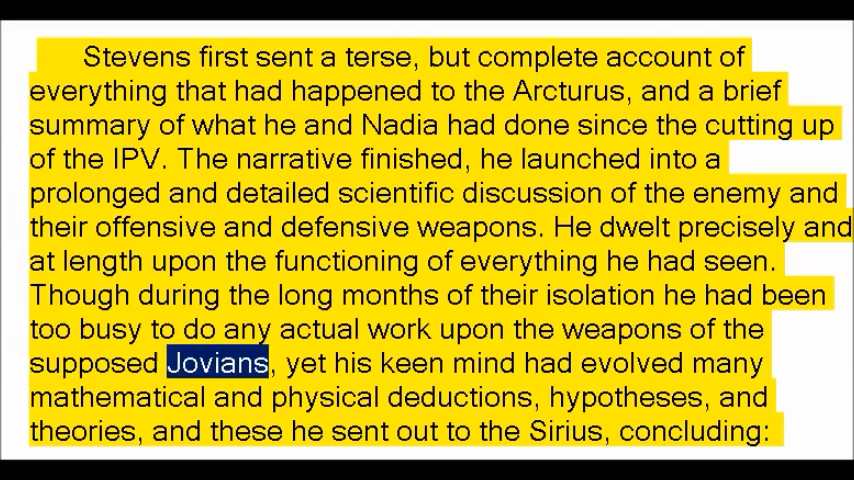 Stevens first sent a terse, but complete account of
everything that had happened to the Arcturus, and a brief
summary of what he and Nadia had done since the cutting up
of the IPV. The narrative finished, he launched into a
prolonged and detailed scientific discussion of the enemy and
their offensive and defensive weapons. He dwelt precisely and
at length upon the functioning of everything he had seen.
Though during the long months of their isolation he had been
too busy to do any actual work upon the weapons of the
supposed Jovians, yet his keen mind had evolved many
mathematical and physical deductions, hypotheses, and
theories, and these he sent out to the Sirius, concluding: